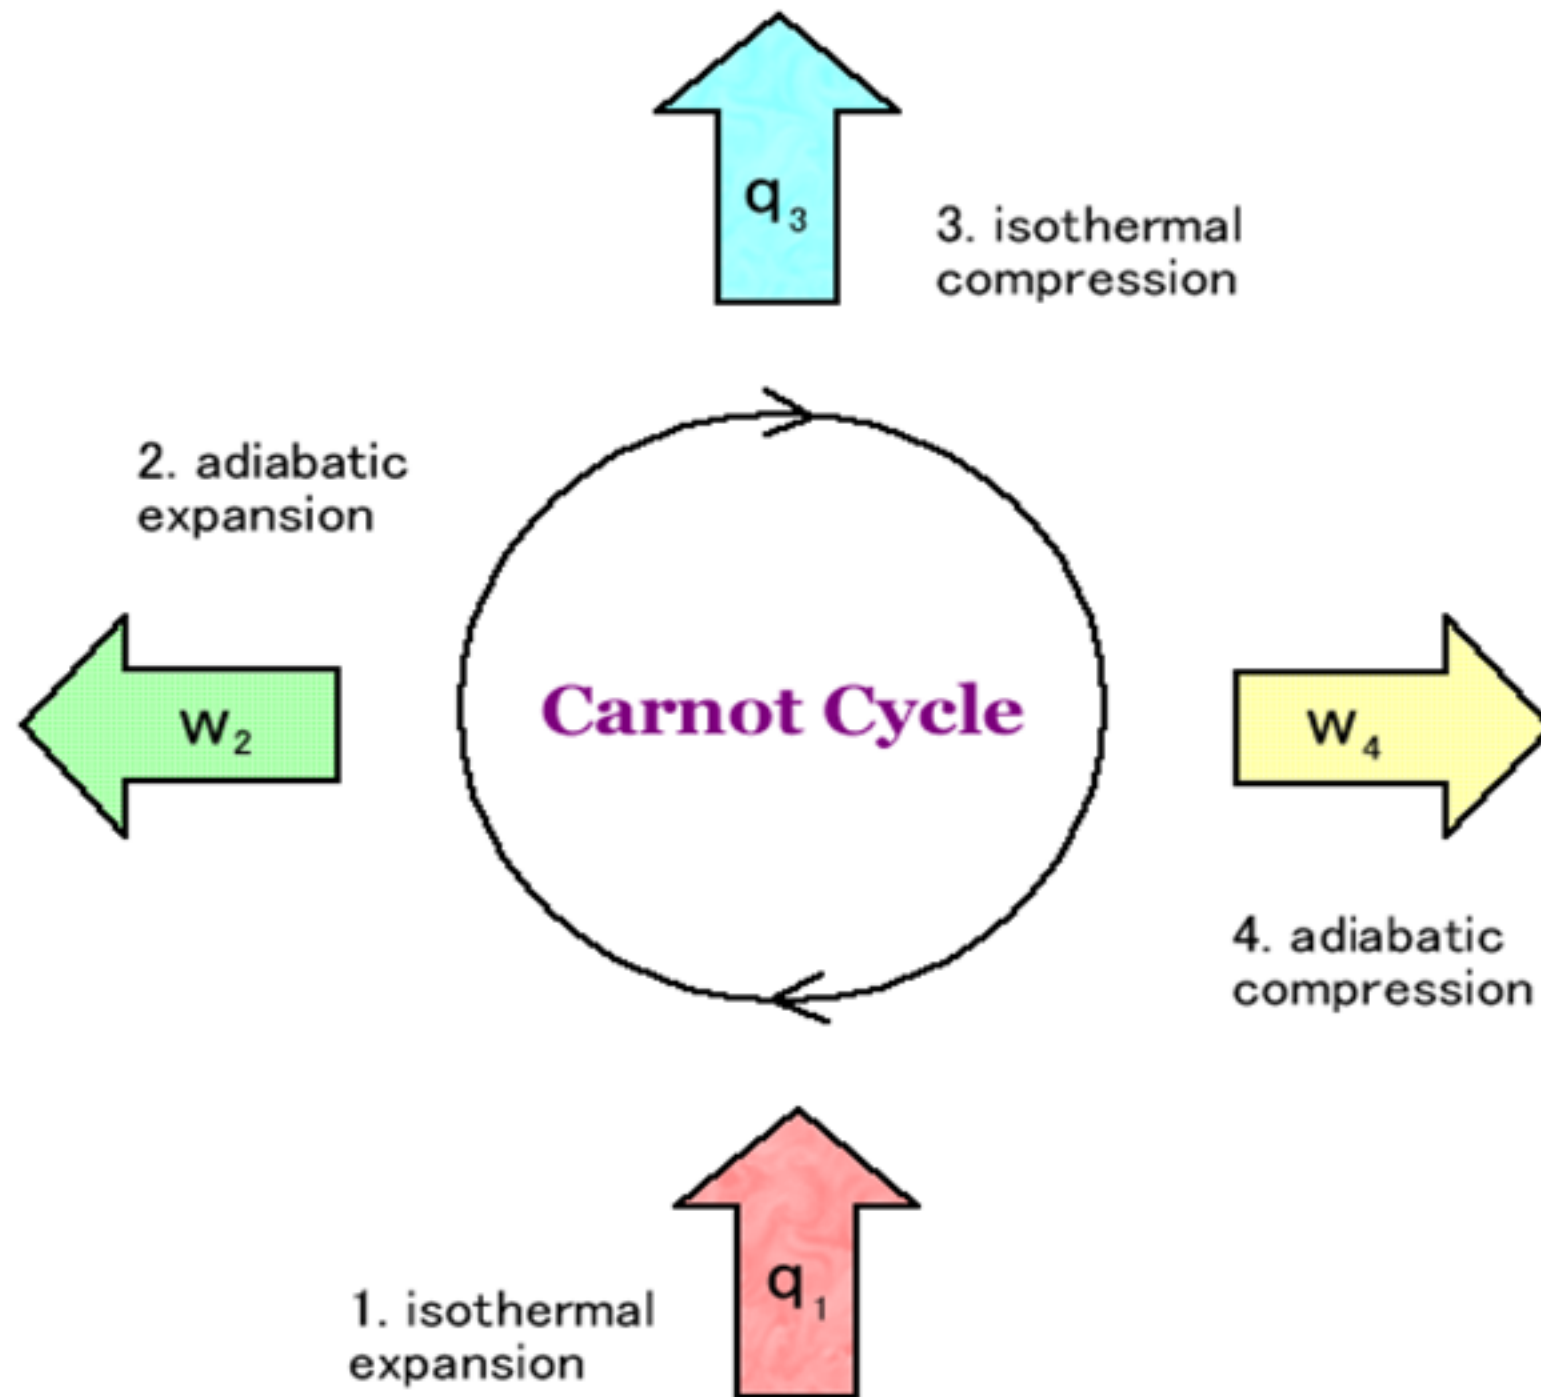 q₃
3. isothermal
compression
2. adiabatic
expansion
Carnot Cycle
w₂
w₄
4. adiabatic
compression
q₁
1. isothermal
expansion